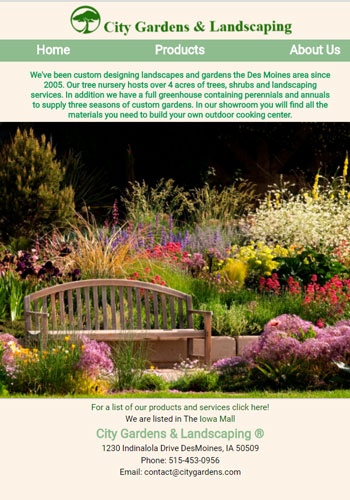 City Gardens & Landscaping
Home Products About Us
We've been custom designing landscapes and gardens the Des Moines area since
2005. Our tree nursery hosts over 4 acres of trees, shrubs and landscaping
services. In addition we have a full greenhouse containing perennials and annuals
to supply three seasons of custom gardens. In our showroom you will find all the
materials you need to build your own outdoor cooking center.
For a list of our products and services click here!
We are listed in The Iowa Mall
City Gardens & Landscaping ®
1230 Indinalola Drive DesMoines, IA 50509
Phone: 515-453-0956
Email: contact@citygardens.com